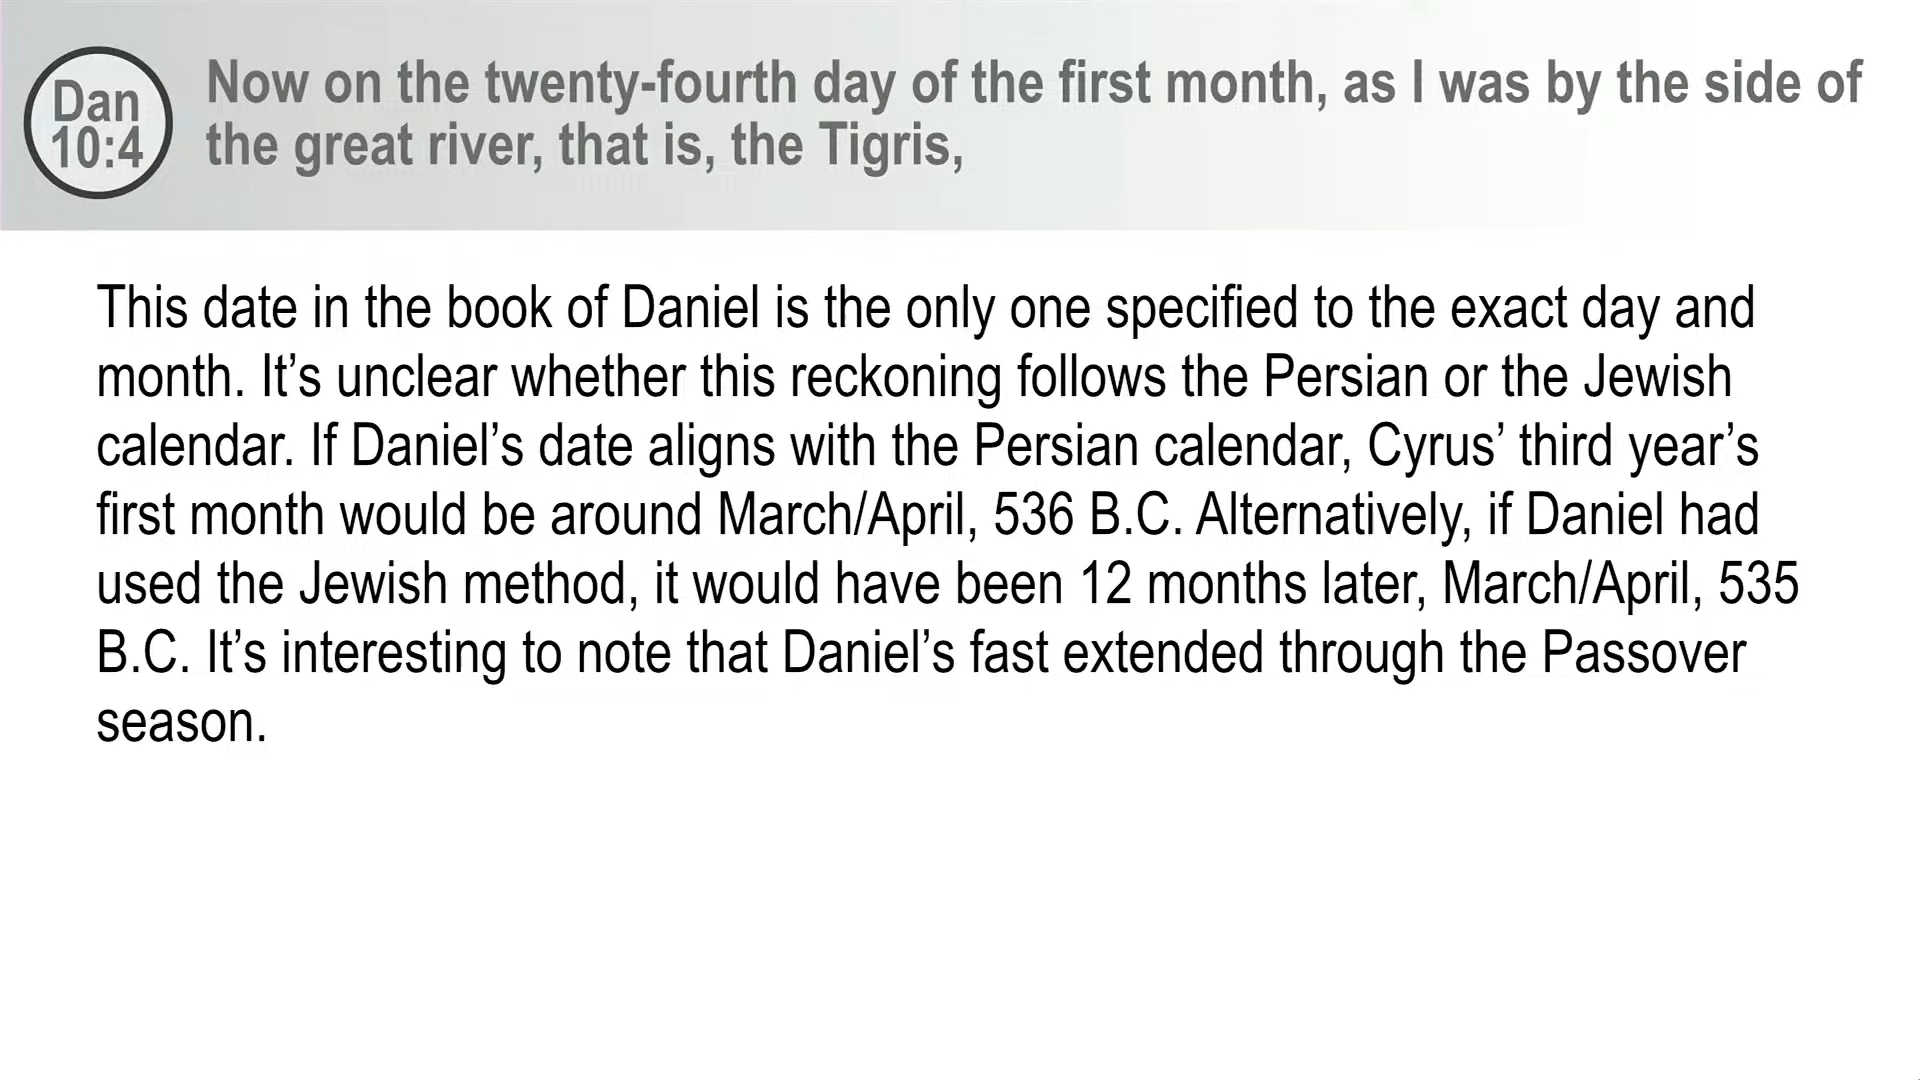 Dan
10:4
Now on the twenty-fourth day of the first month, as I was by the side of
the great river, that is, the Tigris,
This date in the book of Daniel is the only one specified to the exact day and
month. It’s unclear whether this reckoning follows the Persian or the Jewish
calendar. If Daniel’s date aligns with the Persian calendar, Cyrus’ third year’s
first month would be around March/April, 536 B.C. Alternatively, if Daniel had
used the Jewish method, it would have been 12 months later, March/April, 535
B.C. It’s interesting to note that Daniel’s fast extended through the Passover
season.